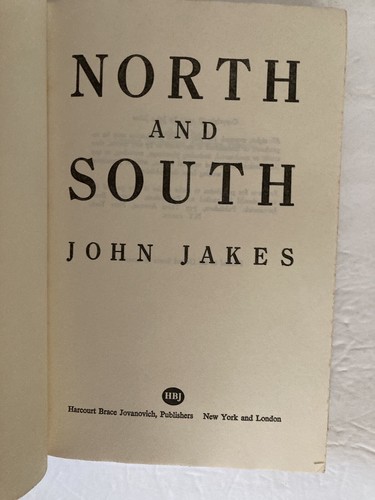 NORTH
AND
SOUTH
JOHN JAKES
HBJ
Harcourt Brace Jovanovich, Publishers New York and London